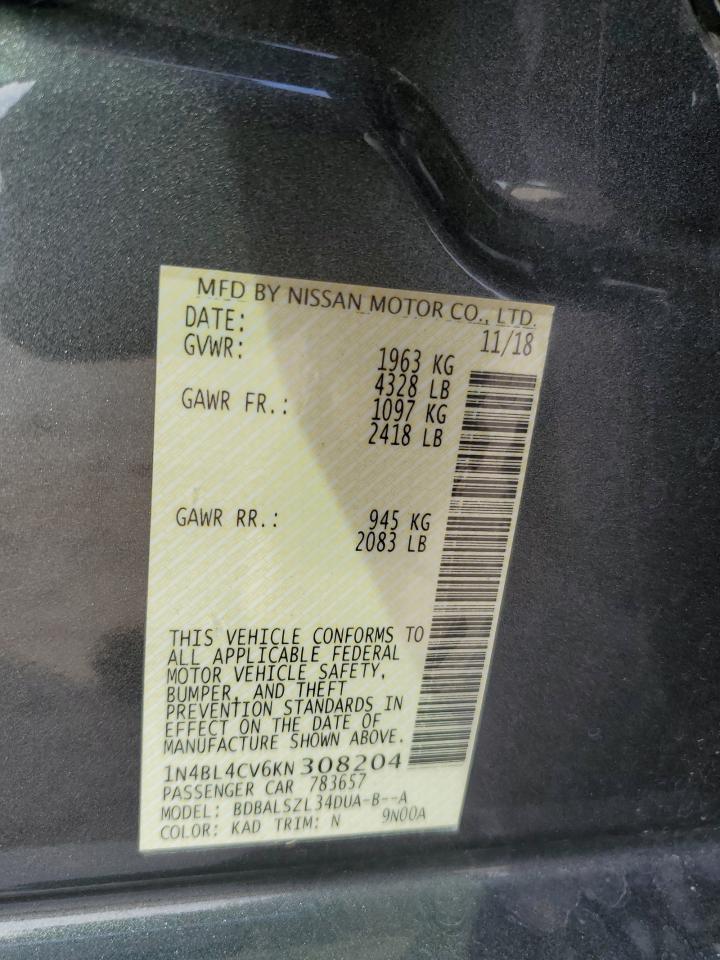 MFD BY NISSAN MOTOR CO., LTD.
DATE: 11/18
GVWR: 1963 KG
4328 LB
GAWR FR.: 1097 KG
2418 LB
GAWR RR.: 945 KG
2083 LB
THIS VEHICLE CONFORMS TO
ALL APPLICABLE FEDERAL
MOTOR VEHICLE SAFETY,
BUMPER, AND THEFT
PREVENTION STANDARDS IN
EFFECT ON THE DATE OF
MANUFACTURE SHOWN ABOVE.
1N4BL4CV6KN308204
PASSENGER CAR 783657
MODEL: BDBALSZL34DUA-B--A
COLOR: KAD TRIM: N 9N00A